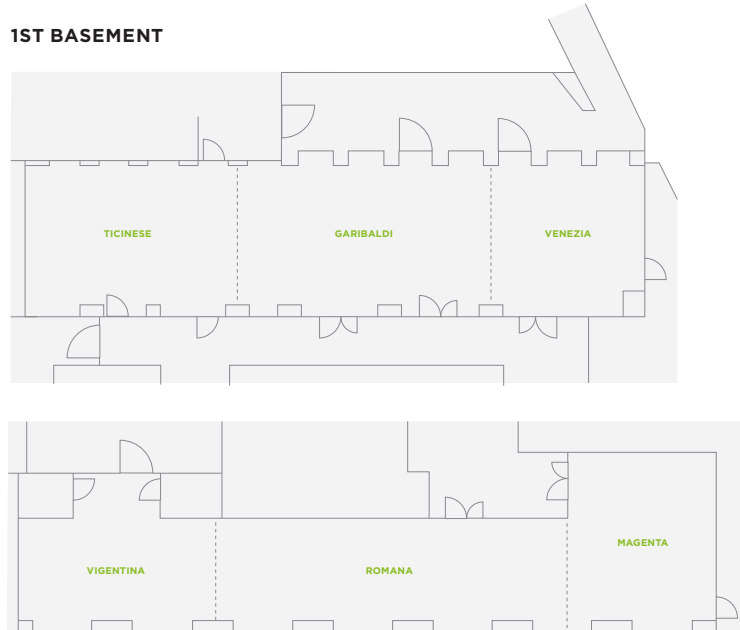 1ST BASEMENT
TICINESE
GARIBALDI
VENEZIA
MAGENTA
VIGENTINA
ROMANA